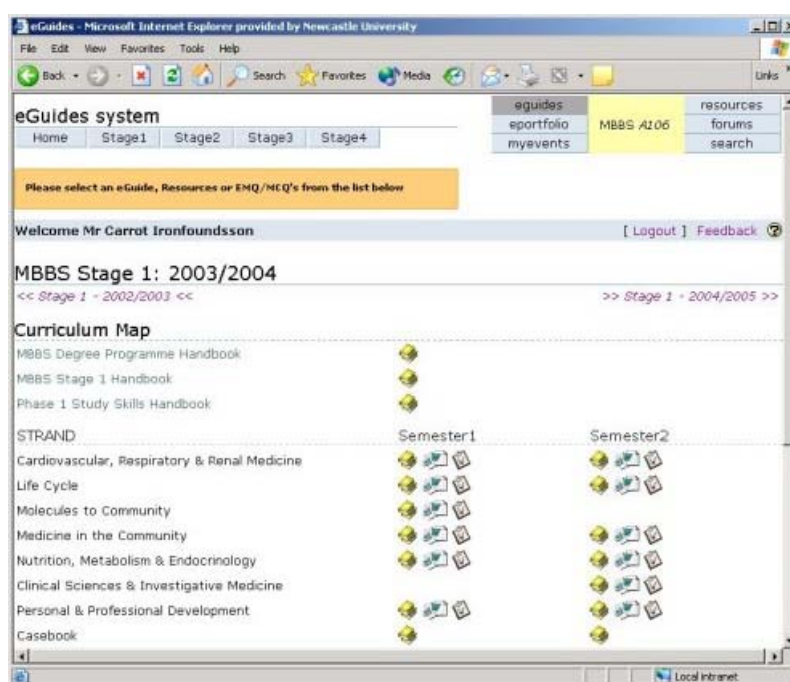 eGuides - Microsoft Internet Explorer provided by Newcastle University
File Edit View Favorites Tools Help
Back Search Favorites Media Links
eGuides system
Home Stage1 Stage2 Stage3 Stage4
eguides
eportfolio
myevents
MBBS A106
resources
forums
search
Please select an eGuide, Resources or EMQ/MCQ's from the list below
Welcome Mr Carrot Ironfoundsson [ Logout ] Feedback ?
MBBS Stage 1: 2003/2004
<< Stage 1 - 2002/2003 << >> Stage 1 - 2004/2005 >>
Curriculum Map
MBBS Degree Programme Handbook
MBBS Stage 1 Handbook
Phase 1 Study Skills Handbook
STRAND Semester1 Semester2
Cardiovascular, Respiratory & Renal Medicine
Life Cycle
Molecules to Community
Medicine in the Community
Nutrition, Metabolism & Endocrinology
Clinical Sciences & Investigative Medicine
Personal & Professional Development
Casebook
Local intranet